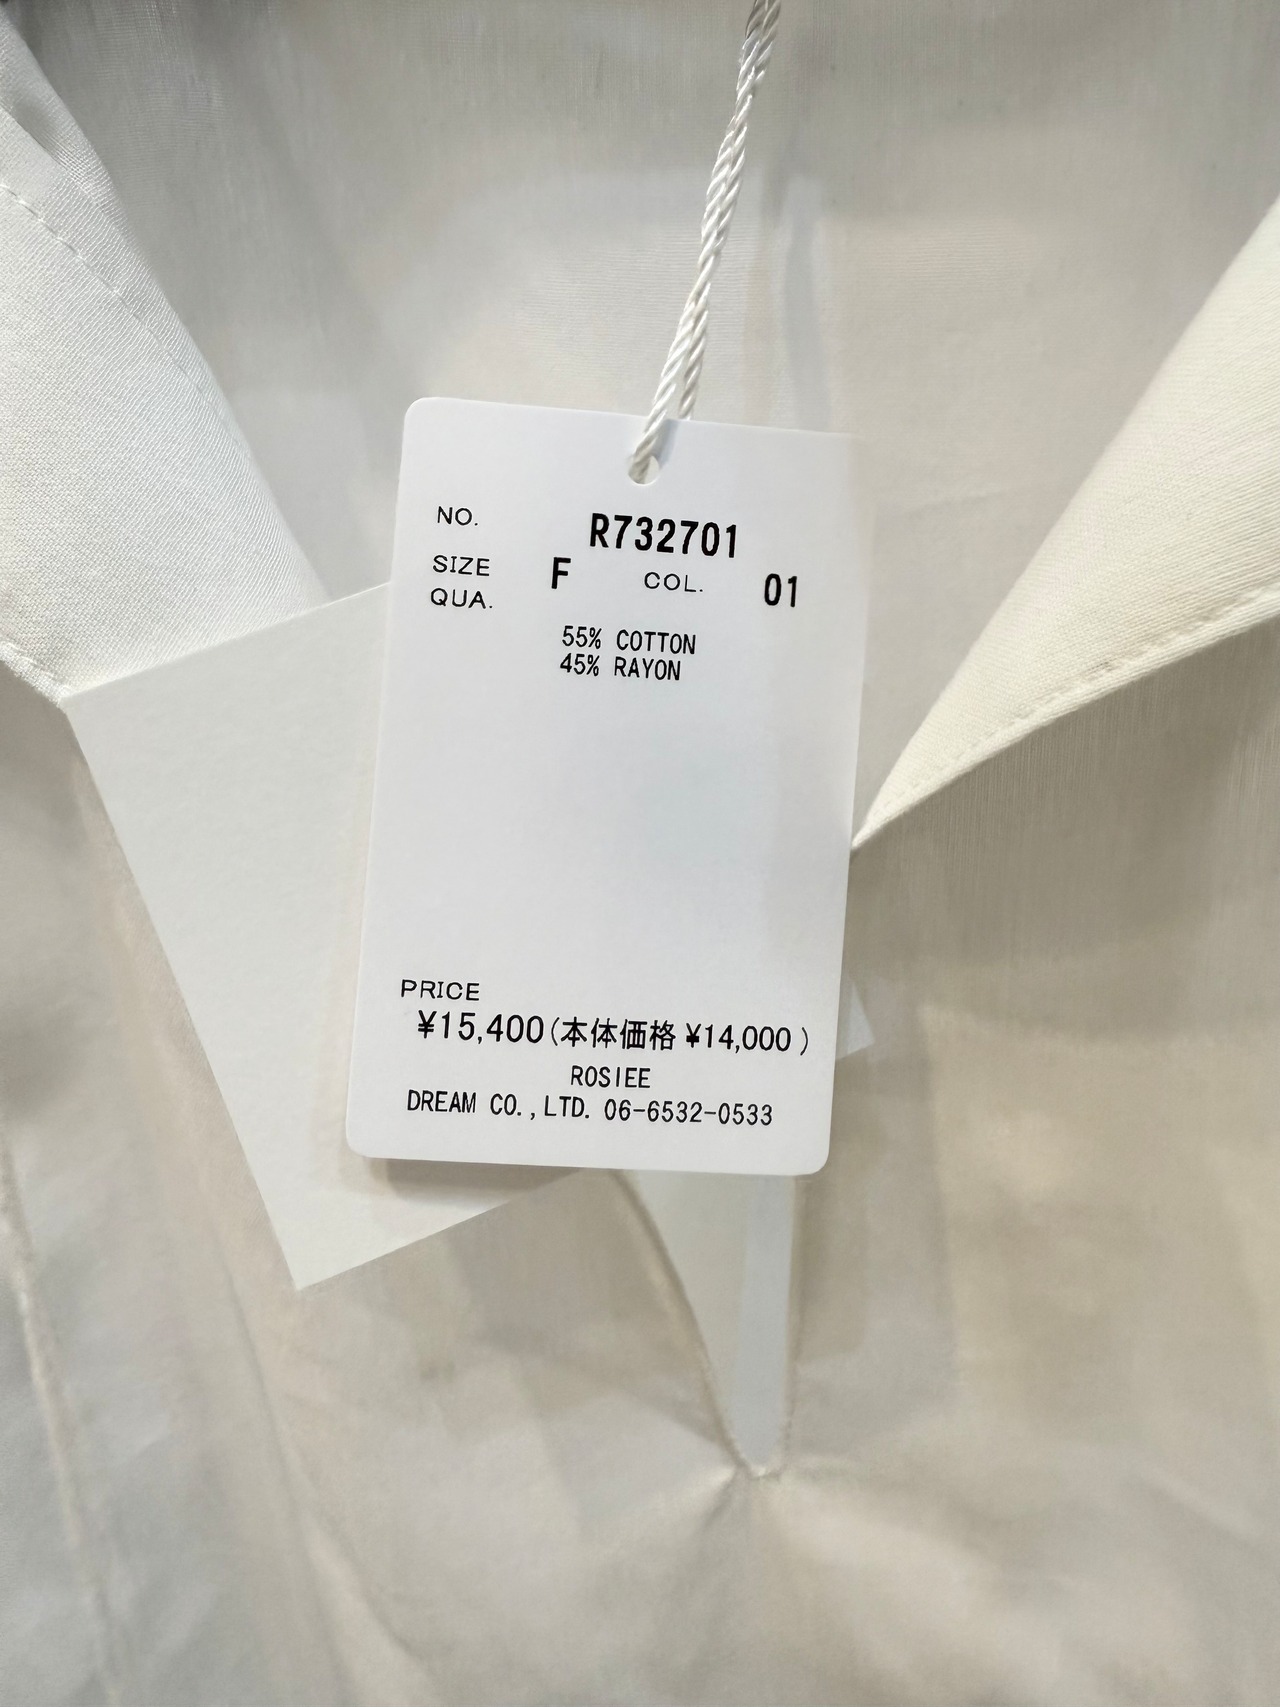 NO. R732701
SIZE F COL. 01
QUA.
55% COTTON
45% RAYON
PRICE
¥15,400(本体価格 ¥14,000 )
ROSIEE
DREAM CO.,LTD. 06-6532-0533